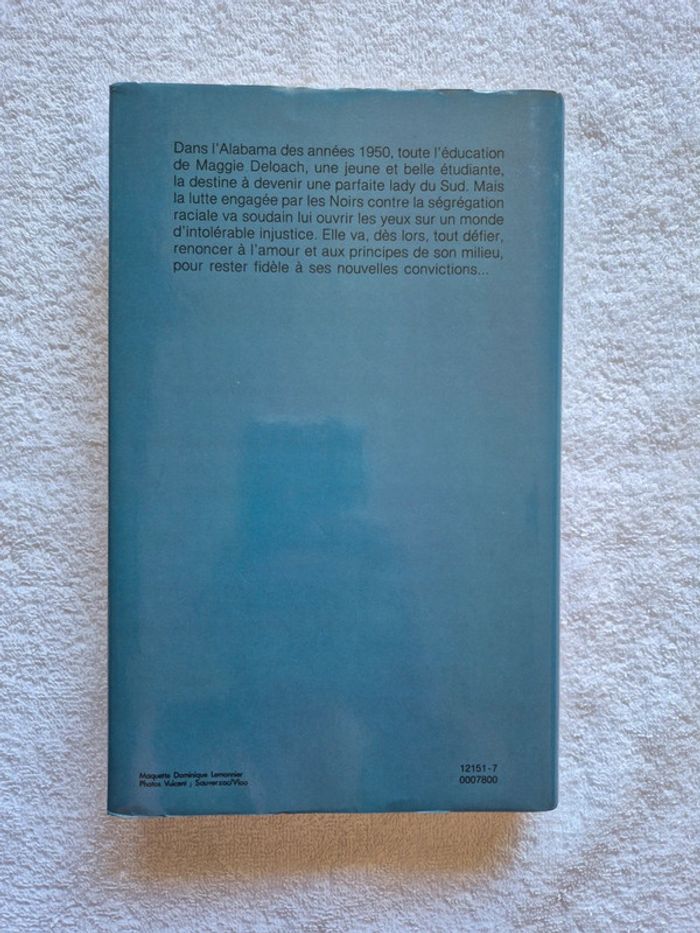 Dans l'Alabama des années 1950, toute l'éducation
de Maggie Deloach, une jeune et belle étudiante,
la destine à devenir une parfaite lady du Sud. Mais
la lutte engagée par les Noirs contre la ségrégation
raciale va soudain lui ouvrir les yeux sur un monde
d'intolérable injustice. Elle va, dès lors, tout défier,
renoncer à l'amour et aux principes de son milieu,
pour rester fidèle à ses nouvelles convictions...
Maquette Dominique Lemonnier
Photos
12151-7
0007800